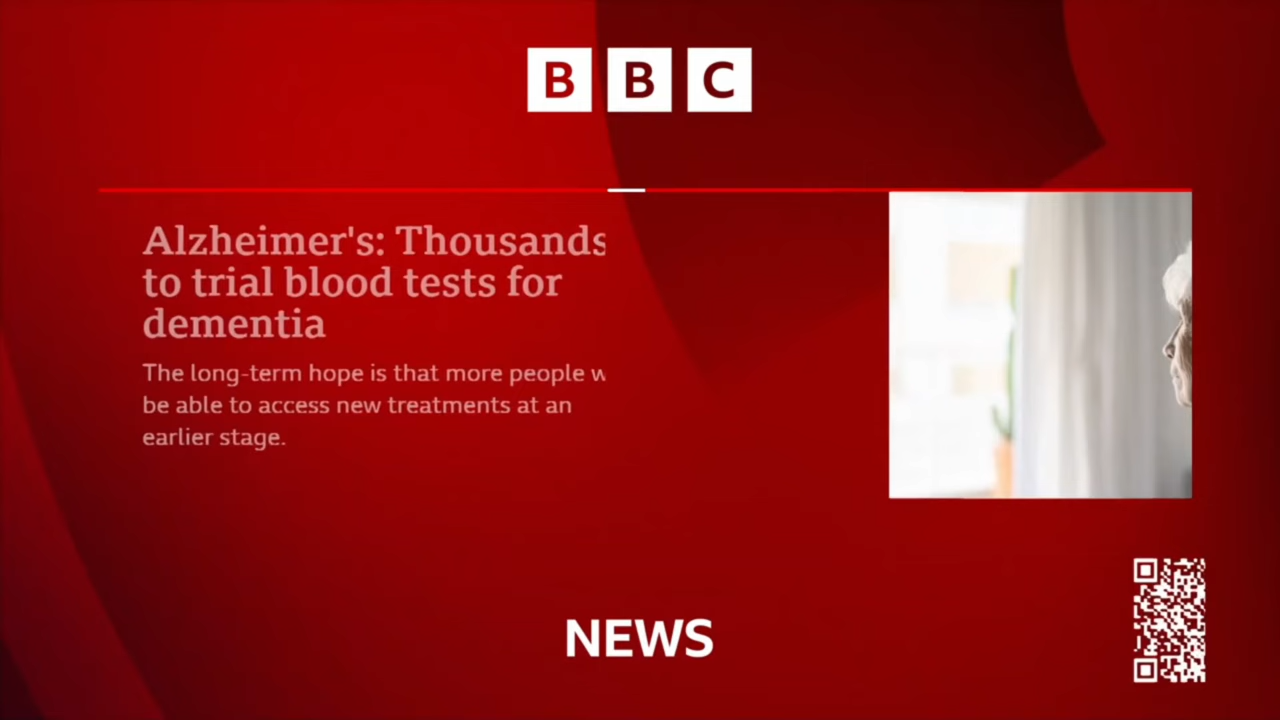 BBC
Alzheimer's: Thousands
to trial blood tests for
dementia
The long-term hope is that more people w
be able to access new treatments at an
earlier stage.
NEWS